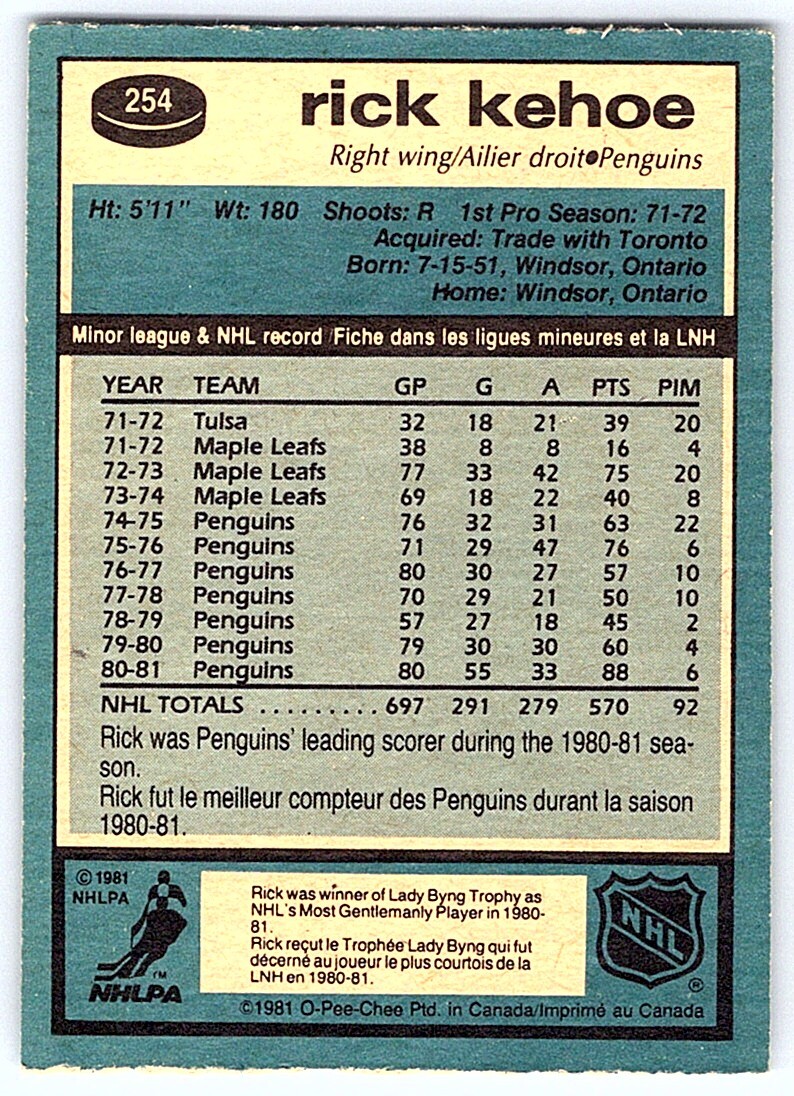 254
rick kehoe
Right wing/Ailier droit●Penguins
Ht: 5'11" Wt: 180 Shoots: R 1st Pro Season: 71-72
Acquired: Trade with Toronto
Born: 7-15-51, Windsor, Ontario
Home: Windsor, Ontario
Minor league & NHL record/Fiche dans les ligues mineures et la LNH
YEAR TEAM GP G A PTS PIM
71-72 Tulsa 32 18 21 39 20
71-72 Maple Leafs 38 8 8 16 4
72-73 Maple Leafs 77 33 42 75 20
73-74 Maple Leafs 69 18 22 40 8
74-75 Penguins 76 32 31 63 22
75-76 Penguins 71 29 47 76 6
76-77 Penguins 80 30 27 57 10
77-78 Penguins 70 29 21 50 10
78-79 Penguins 57 27 18 45 2
79-80 Penguins 79 30 30 60 4
80-81 Penguins 80 55 33 88 6
NHL TOTALS ......... 697 291 279 570 92
Rick was Penguins' leading scorer during the 1980-81 sea-
son.
Rick fut le meilleur compteur des Penguins durant la saison
1980-81.
© 1981
NHLPA
TM
NHLPA
Rick was winner of Lady Byng Trophy as
NHL's Most Gentlemanly Player in 1980-
81.
Rick reçut le Trophée Lady Byng qui fut
décerné au joueur le plus courtois de la
LNH en 1980-81.
NHL
®
©1981 O-Pee-Chee Ptd. in Canada/Imprimé au Canada